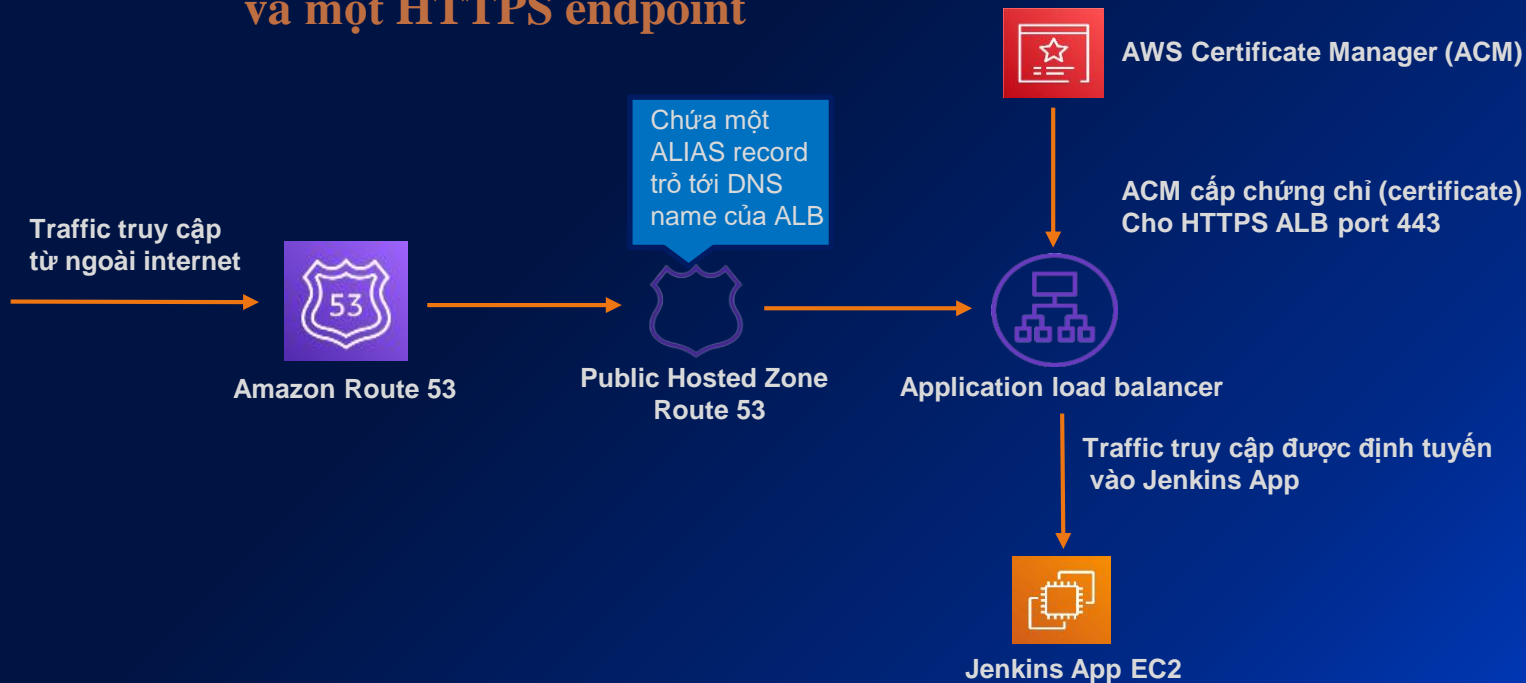 và một HTTPS endpoint
AWS Certificate Manager (ACM)
Chứa một
ALIAS record
trỏ tới DNS
name của ALB
ACM cấp chứng chỉ (certificate)
Cho HTTPS ALB port 443
Traffic truy cập
từ ngoài internet
53
Amazon Route 53
Public Hosted Zone
Route 53
Application load balancer
Traffic truy cập được định tuyến
vào Jenkins App
Jenkins App EC2